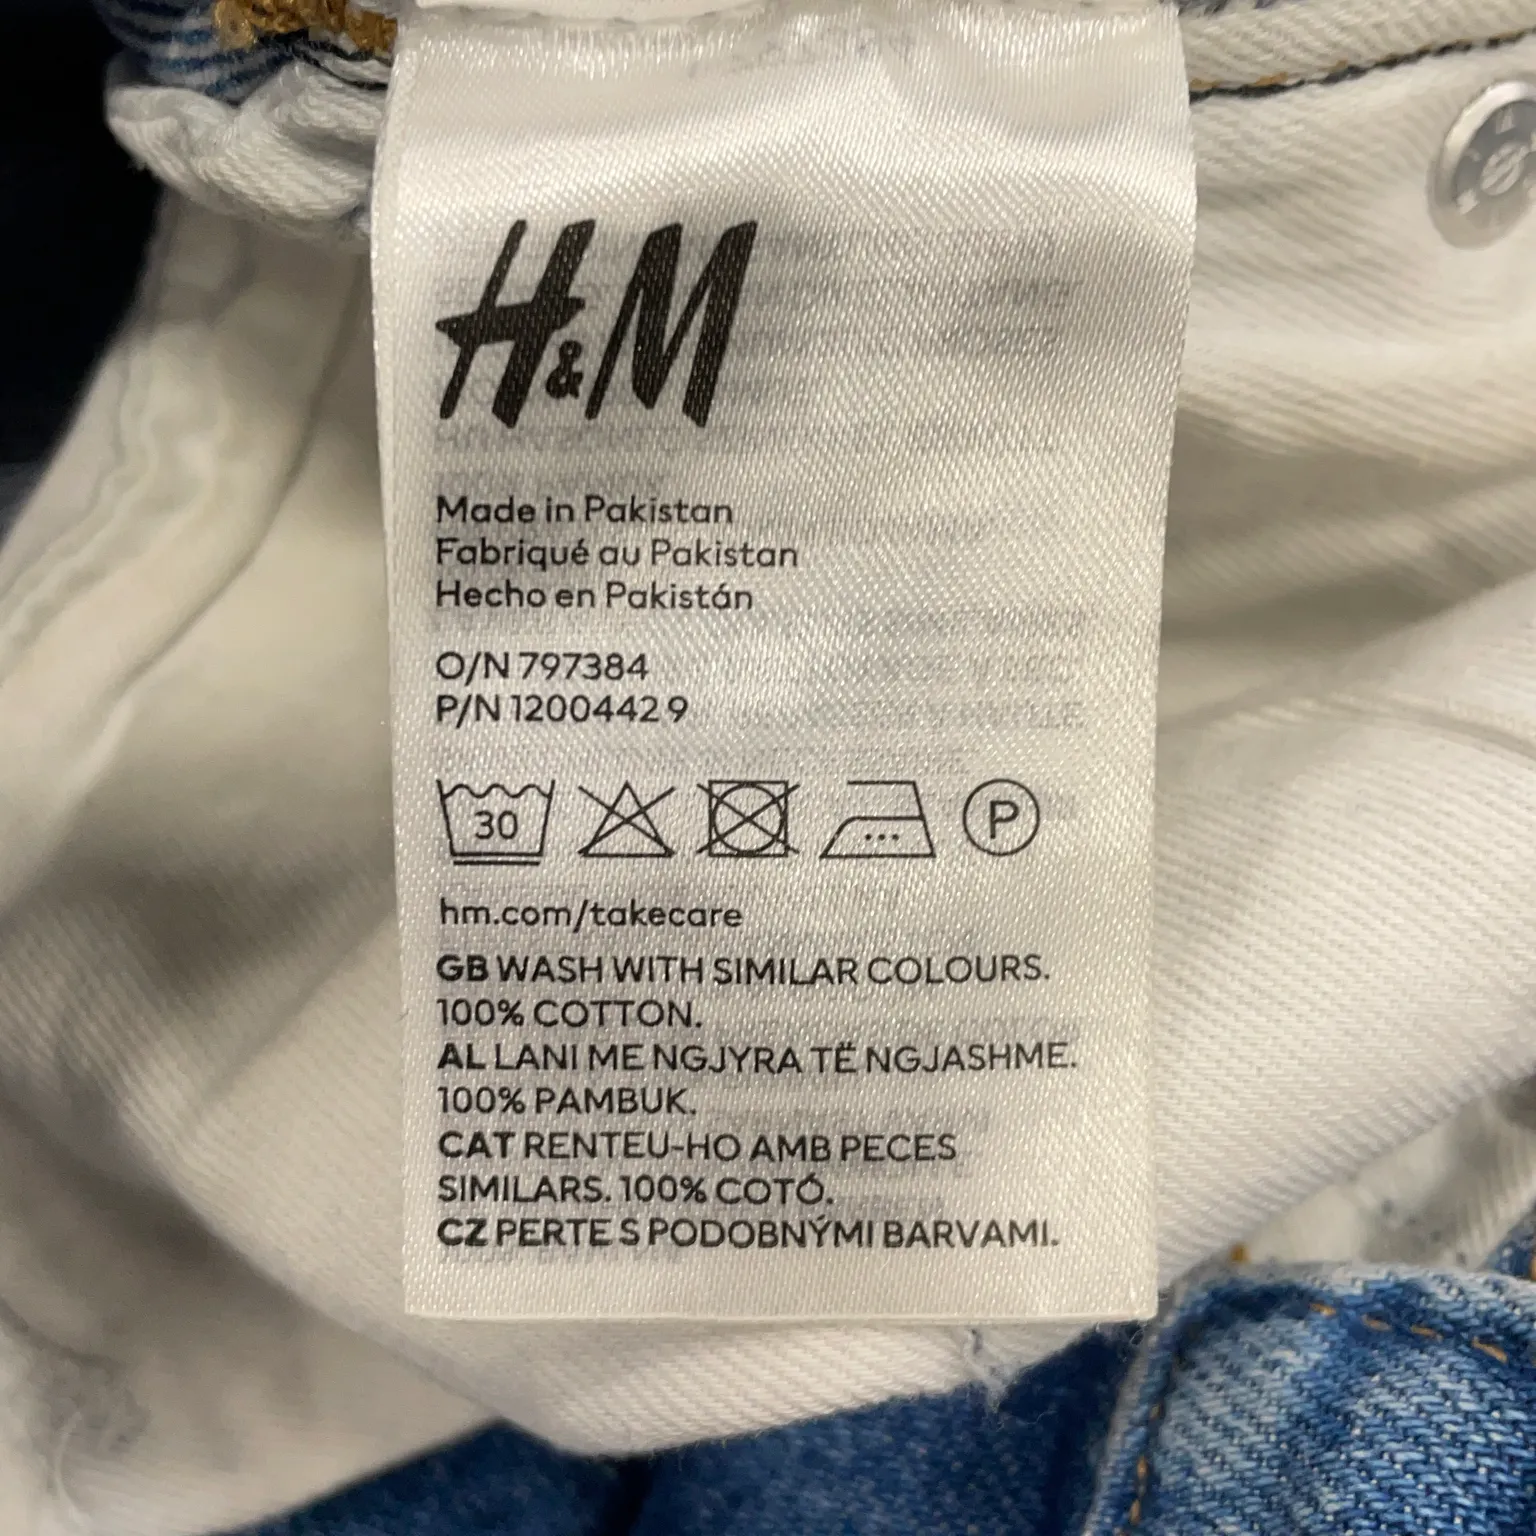 H&M
Made in Pakistan
Fabriqué au Pakistan
Hecho en Pakistán
O/N 797384
P/N 12004429
30
P
hm.com/takecare
GB WASH WITH SIMILAR COLOURS.
100% COTTON.
AL LANI ME NGJYRA TË NGJASHME.
100% PAMBUK.
CAT RENTEU-HO AMB PECES
SIMILARS. 100% COTÓ.
CZ PERTE S PODOBNÝMI BARVAMI.